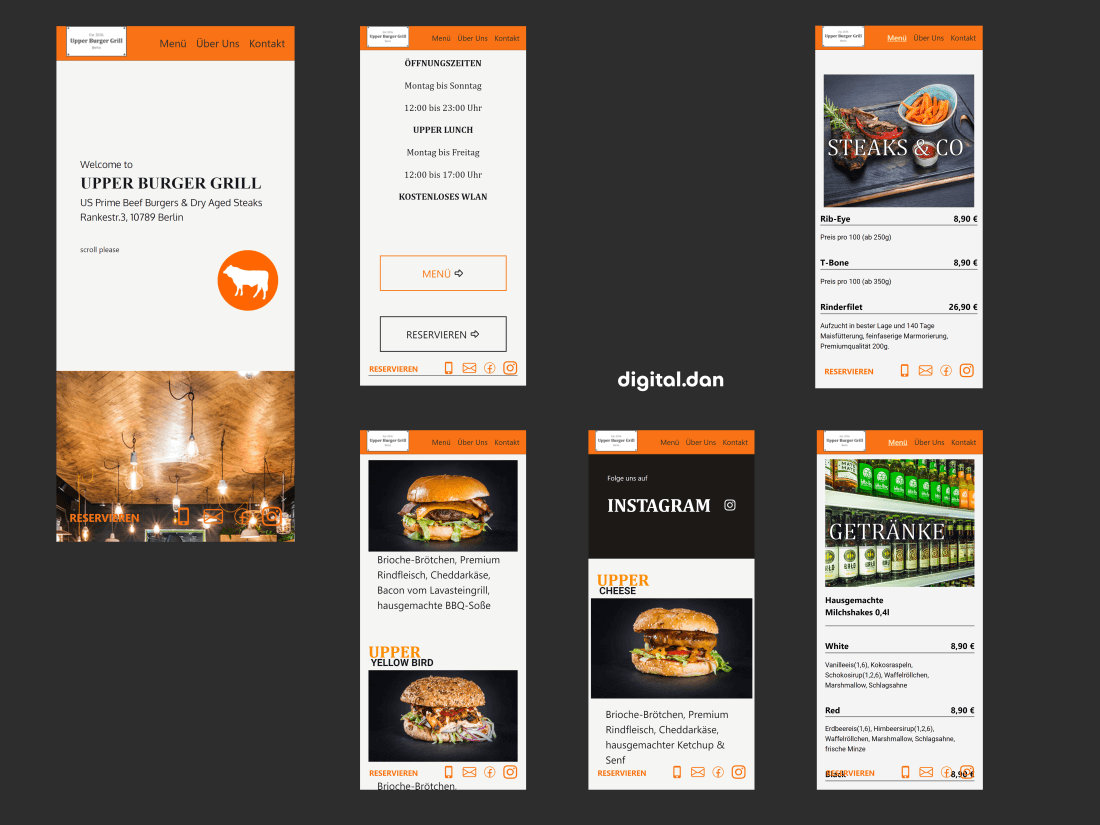 Upper Burger Grill
Berlin
Menü Über Uns Kontakt
Welcome to
UPPER BURGER GRILL
US Prime Beef Burgers & Dry Aged Steaks
Rankestr.3, 10789 Berlin
scroll please
RESERVIEREN
Upper Burger Grill
Menü Über Uns Kontakt
ÖFFNUNGSZEITEN
Montag bis Sonntag
12:00 bis 23:00 Uhr
UPPER LUNCH
Montag bis Freitag
12:00 bis 17:00 Uhr
KOSTENLOSES WLAN
MENÜ
RESERVIEREN
RESERVIEREN
Upper Burger Grill
Menü Über Uns Kontakt
STEAKS & CO
Rib-Eye 8,90 €
Preis pro 100 (ab 250g)
T-Bone 8,90 €
Preis pro 100 (ab 350g)
Rinderfilet 26,90 €
Aufzucht in bester Lage und 140 Tage
Maisfütterung, feinfaserige Marmorierung,
Premiumqualität 200g.
RESERVIEREN
digital.dan
Upper Burger Grill
Menü Über Uns Kontakt
Brioche-Brötchen, Premium
Rindfleisch, Cheddarkäse,
Bacon vom Lavasteingrill,
hausgemachte BBQ-Soße
UPPER
YELLOW BIRD
RESERVIEREN
Brioche-Brötchen,
Upper Burger Grill
Menü Über Uns Kontakt
Folge uns auf
INSTAGRAM
UPPER
CHEESE
Brioche-Brötchen, Premium
Rindfleisch, Cheddarkäse,
hausgemachter Ketchup &
Senf
RESERVIEREN
Upper Burger Grill
Menü Über Uns Kontakt
GETRÄNKE
Hausgemachte
Milchshakes 0,4l
White 8,90 €
Vanilleeis(1,6), Kokosraspeln,
Schokosirup(1,2,6), Waffelröllchen,
Marshmallow, Schlagsahne
Red 8,90 €
Erdbeereis(1,6), Himbeersirup(1,2,6),
Waffelröllchen, Marshmallow, Schlagsahne,
frische Minze
RESERVIEREN
Black 8,90 €